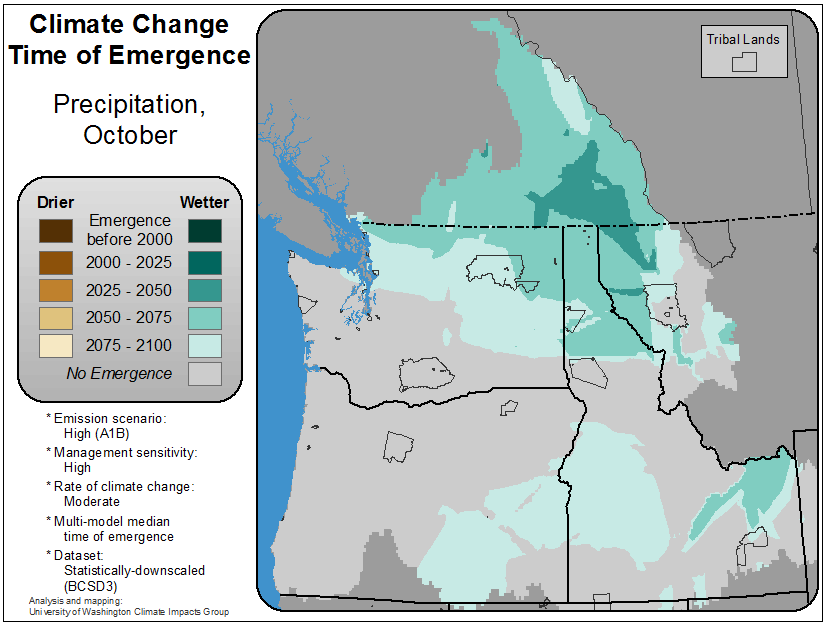 Climate Change
Time of Emergence
Precipitation,
October
Tribal Lands
Drier
Wetter
Emergence
before 2000
2000 - 2025
2025 - 2050
2050 - 2075
2075 - 2100
No Emergence
* Emission scenario:
High (A1B)
* Management sensitivity:
High
* Rate of climate change:
Moderate
* Multi-model median
time of emergence
* Dataset:
Statistically-downscaled
(BCSD3)
Analysis and mapping:
University of Washington Climate Impacts Group